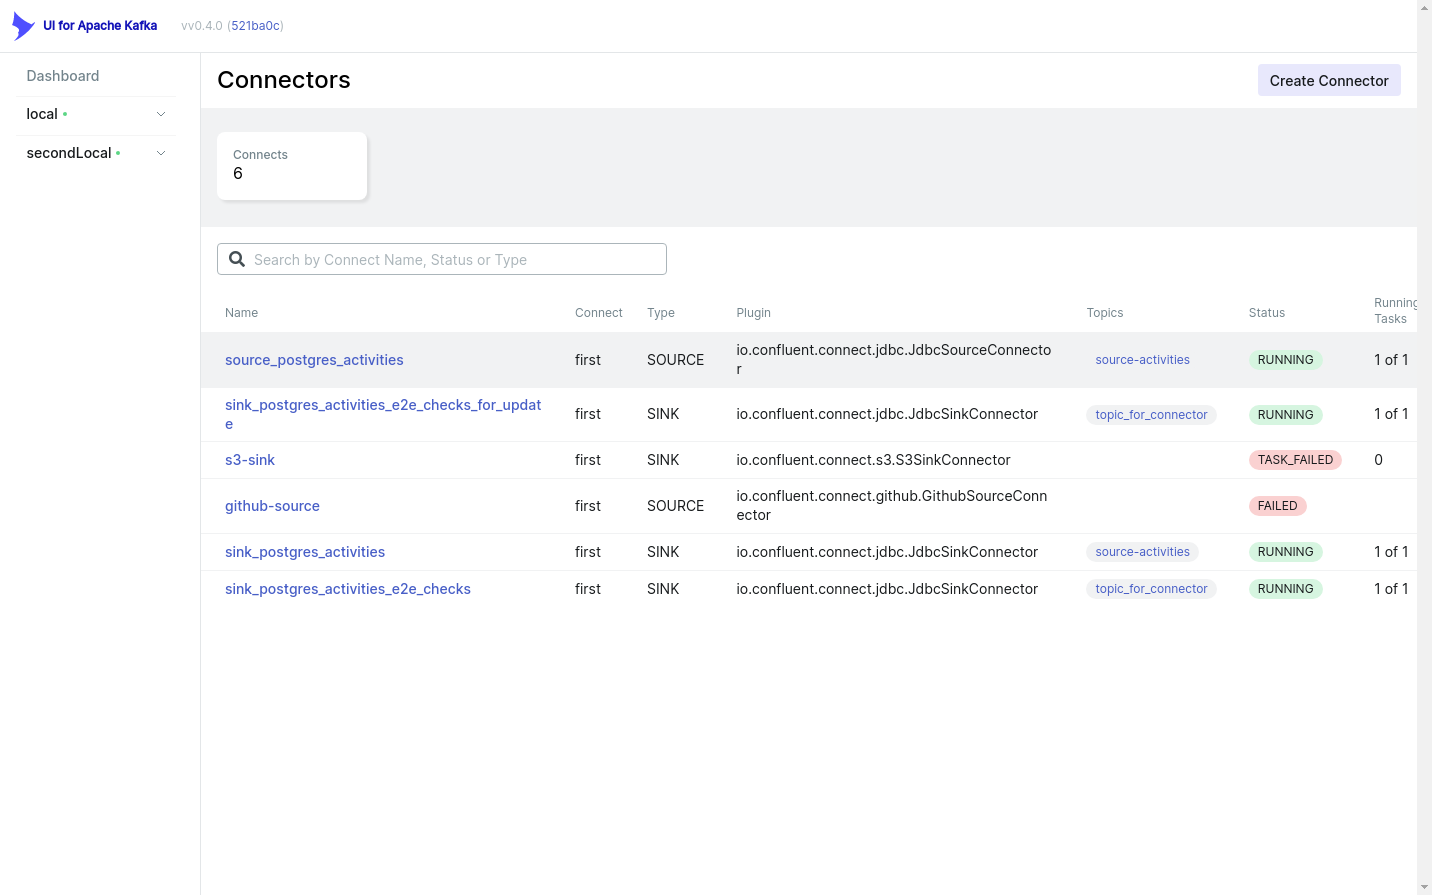 UI for Apache Kafka vv0.4.0 (521ba0c)
Dashboard
local
secondLocal
Connectors
Create Connector
Connects
6
Search by Connect Name, Status or Type
Name Connect Type Plugin Topics Status Running
Tasks
source_postgres_activities first SOURCE io.confluent.connect.jdbc.JdbcSourceConnecto
r source-activities RUNNING 1 of 1
sink_postgres_activities_e2e_checks_for_updat
e first SINK io.confluent.connect.jdbc.JdbcSinkConnector topic_for_connector RUNNING 1 of 1
s3-sink first SINK io.confluent.connect.s3.S3SinkConnector TASK_FAILED 0
github-source first SOURCE io.confluent.connect.github.GithubSourceConn
ector FAILED
sink_postgres_activities first SINK io.confluent.connect.jdbc.JdbcSinkConnector source-activities RUNNING 1 of 1
sink_postgres_activities_e2e_checks first SINK io.confluent.connect.jdbc.JdbcSinkConnector topic_for_connector RUNNING 1 of 1